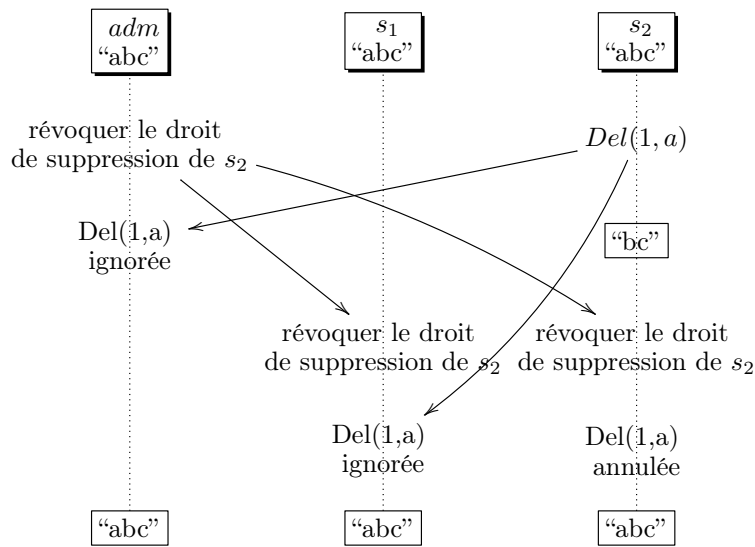 adm
"abc"
s1
"abc"
s2
"abc"
révoquer le droit
de suppression de s2
Del(1, a)
Del(1,a)
ignorée
"bc"
révoquer le droit
de suppression de s2
révoquer le droit
de suppression de s2
Del(1,a)
ignorée
Del(1,a)
annulée
"abc"
"abc"
"abc"